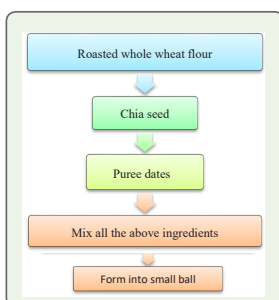 Roasted whole wheat flour
Chia seed
Puree dates
Mix all the above ingredients
Form into small ball